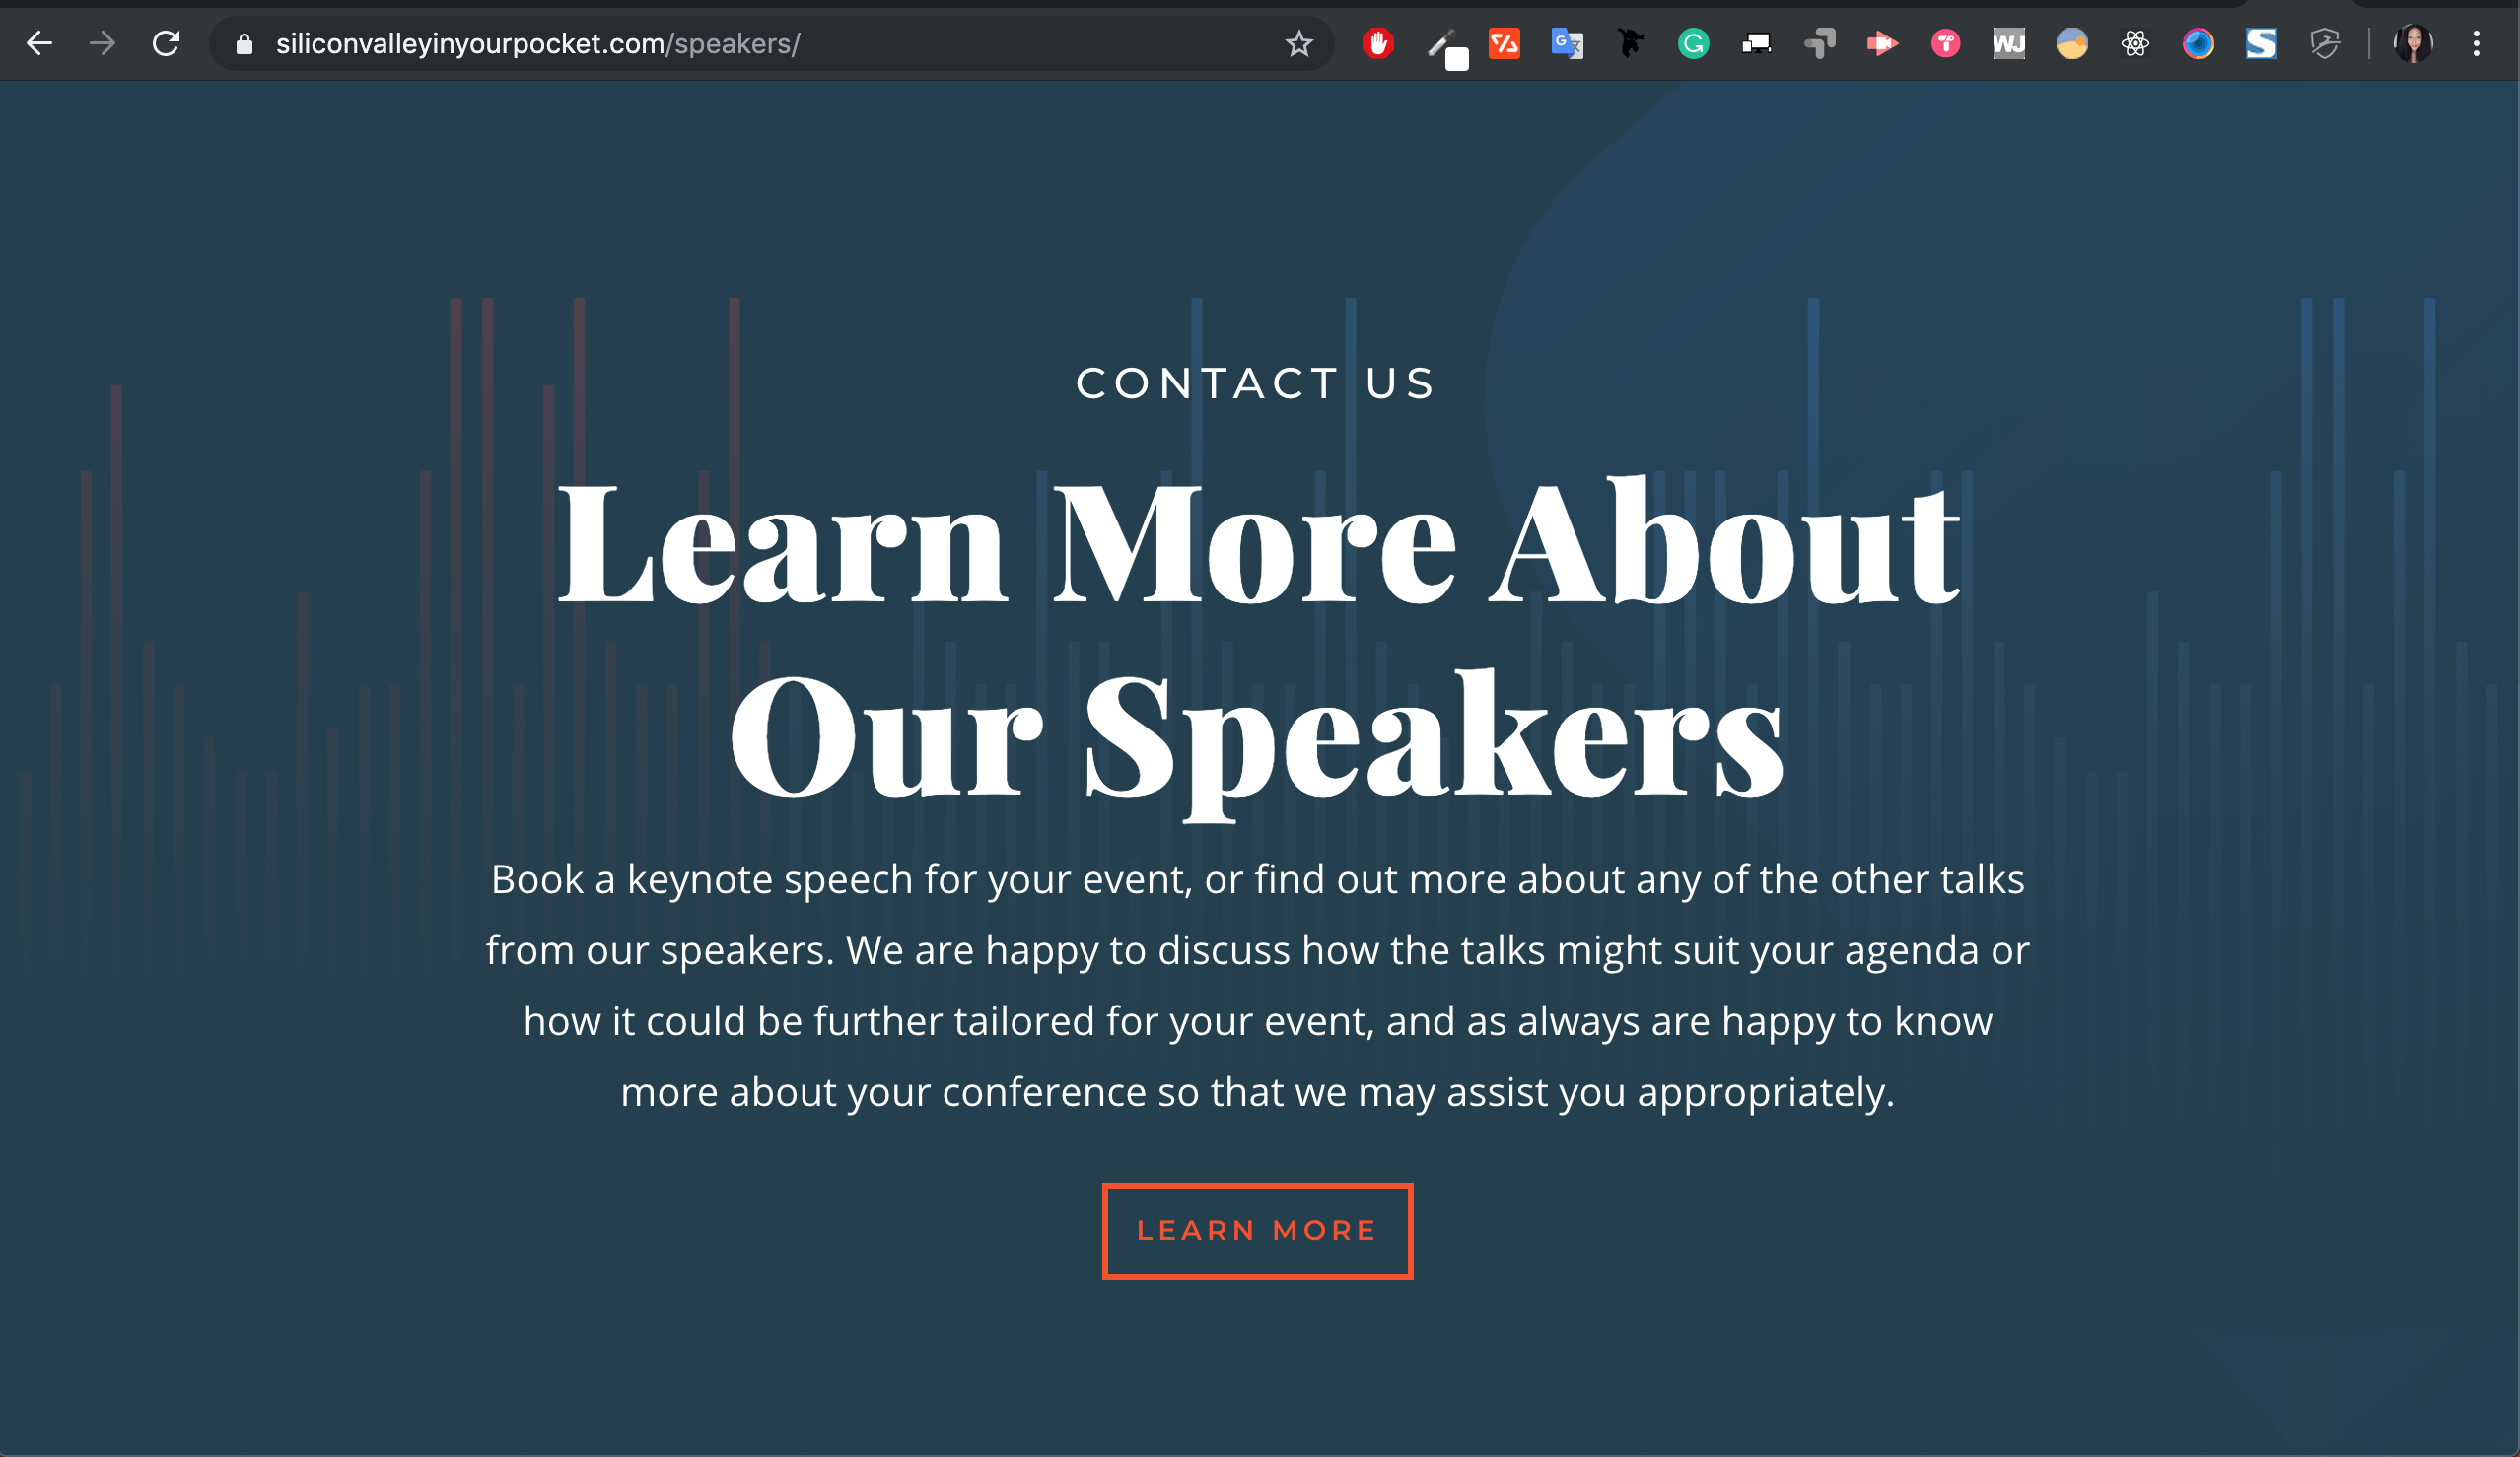 siliconvalleyinyourpocket.com/speakers/
CONTACT US
Learn More About
Our Speakers
Book a keynote speech for your event, or find out more about any of the other talks
from our speakers. We are happy to discuss how the talks might suit your agenda or
how it could be further tailored for your event, and as always are happy to know
more about your conference so that we may assist you appropriately.
LEARN MORE